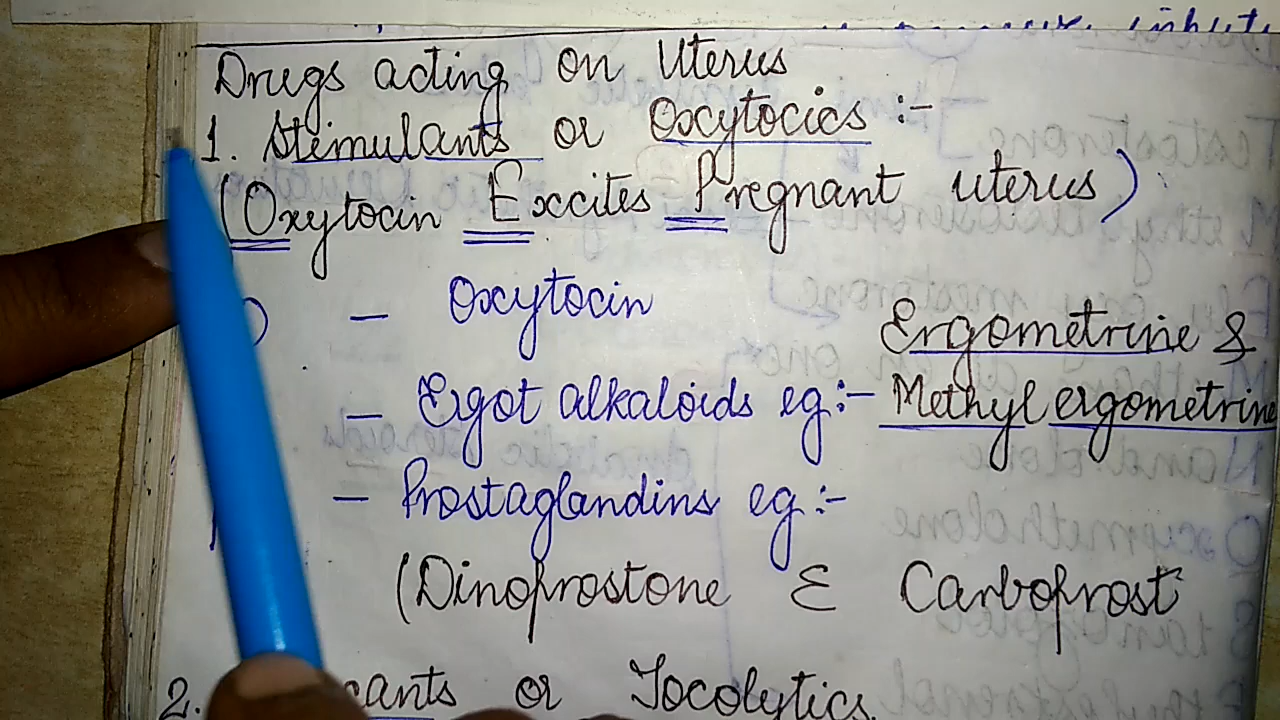 Drugs acting on Uterus
1. Stimulants or Oxytocics :-
(Oxytocin Excites Pregnant uterus)
O - Oxytocin
Ergometrine &
- Ergot alkaloids eg:- Methyl ergometrine
- Prostaglandins eg:-
(Dinoprostone & Carboprost
2. or Tocolytics